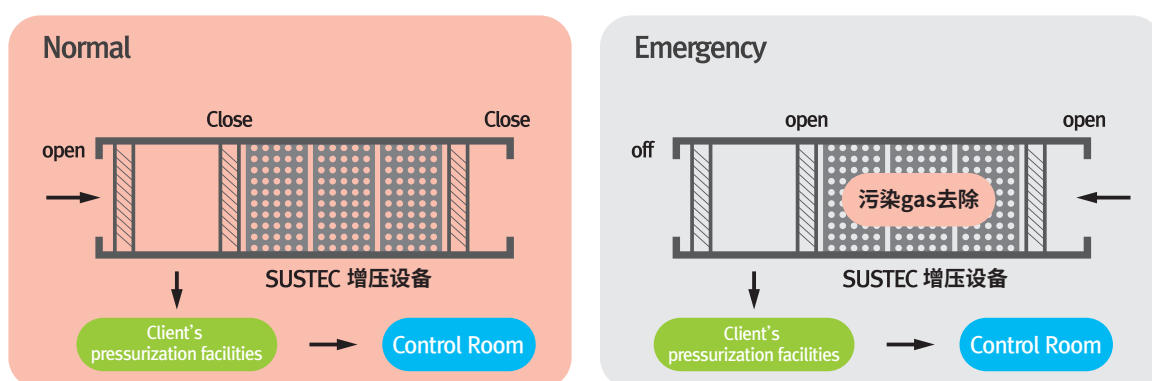 Normal
Close
Close
open
SUSTEC 增压设备
Client's
pressurization facilities
Control Room
Emergency
open
open
off
污染gas去除
SUSTEC 增压设备
Client's
pressurization facilities
Control Room